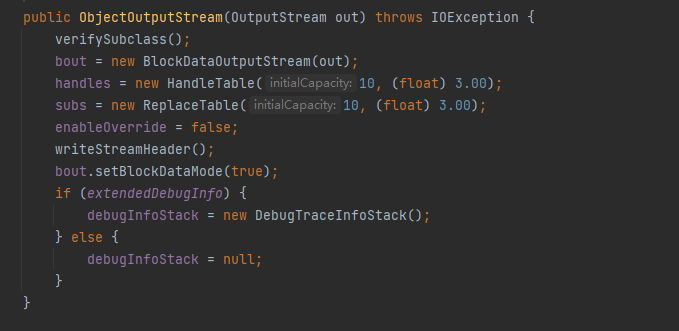 public ObjectOutputStream(OutputStream out) throws IOException {
    verifySubclass();
    bout = new BlockDataOutputStream(out);
    handles = new HandleTable( initialCapacity: 10, (float) 3.00);
    subs = new ReplaceTable( initialCapacity: 10, (float) 3.00);
    enableOverride = false;
    writeStreamHeader();
    bout.setBlockDataMode(true);
    if (extendedDebugInfo) {
        debugInfoStack = new DebugTraceInfoStack();
    } else {
        debugInfoStack = null;
    }
}